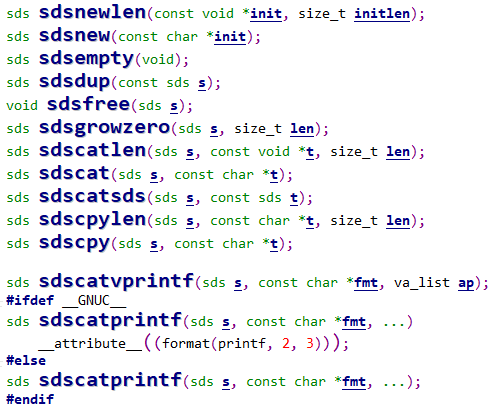 sds sdsnewlen(const void *init, size_t initlen);
sds sdsnew(const char *init);
sds sdsempty(void);
sds sdsdup(const sds s);
void sdsfree(sds s);
sds sdsgrowzero(sds s, size_t len);
sds sdscatlen(sds s, const void *t, size_t len);
sds sdscat(sds s, const char *t);
sds sdscatsds(sds s, const sds t);
sds sdscpylen(sds s, const char *t, size_t len);
sds sdscpy(sds s, const char *t);

sds sdscatvprintf(sds s, const char *fmt, va_list ap);
#ifdef __GNUC__
sds sdscatprintf(sds s, const char *fmt, ...)
    __attribute__((format(printf, 2, 3)));
#else
sds sdscatprintf(sds s, const char *fmt, ...);
#endif